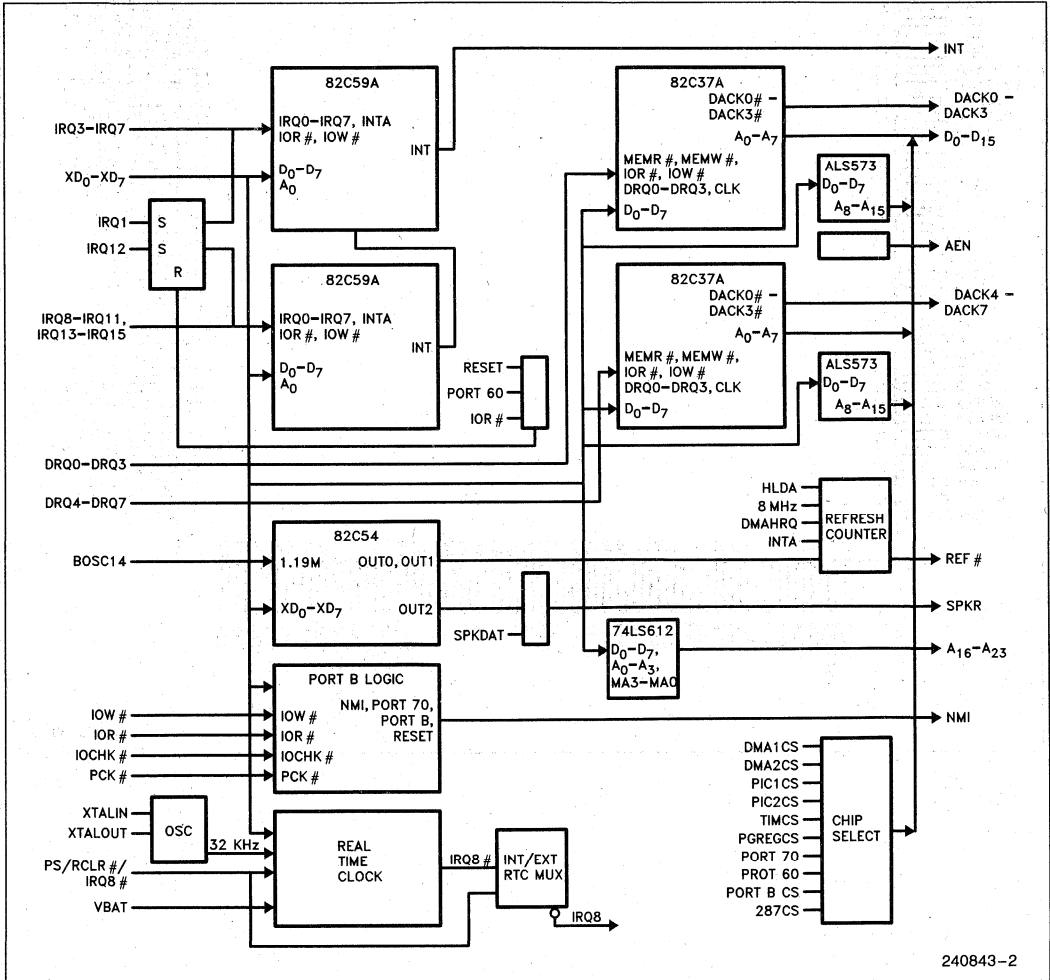 INT
82C59A
IRQ0-IRQ7, INTA
IOR #, IOW #
INT
D0-D7
A0
IRQ3-IRQ7
XD0-XD7
IRQ1
IRQ12
S
S
R
82C59A
IRQ0-IRQ7, INTA
IOR #, IOW #
INT
D0-D7
A0
IRQ8-IRQ11,
IRQ13-IRQ15
RESET
PORT 60
IOR #
DRQ0-DRQ3
DRQ4-DRQ7
82C37A
DACK0# -
DACK3#
A0-A7
MEMR #, MEMW #,
IOR #, IOW #
DRQ0-DRQ3, CLK
D0-D7
DACK0 -
DACK3
D0-D15
ALS573
D0-D7
A8-A15
AEN
82C37A
DACK0# -
DACK3#
A0-A7
MEMR #, MEMW #,
IOR #, IOW #
DRQ0-DRQ3, CLK
D0-D7
DACK4 -
DACK7
ALS573
D0-D7
A8-A15
HLDA
8 MHz
DMAHRQ
INTA
REFRESH
COUNTER
REF #
BOSC14
82C54
1.19M
OUT0, OUT1
XD0-XD7
OUT2
SPKDAT
SPKR
74LS612
D0-D7,
A0-A3,
MA3-MA0
A16-A23
PORT B LOGIC
NMI, PORT 70,
PORT B,
RESET
IOW #
IOR #
IOCHK #
PCK #
IOW #
IOR #
IOCHK #
PCK #
NMI
XTALIN
XTALOUT
OSC
32 KHz
PS/RCLR #/
IRQ8 #
VBAT
REAL
TIME
CLOCK
IRQ8 #
INT/EXT
RTC MUX
IRQ8
DMA1CS
DMA2CS
PIC1CS
PIC2CS
TIMCS
PGREGCS
PORT 70
PROT 60
PORT B CS
287CS
CHIP
SELECT
240843-2